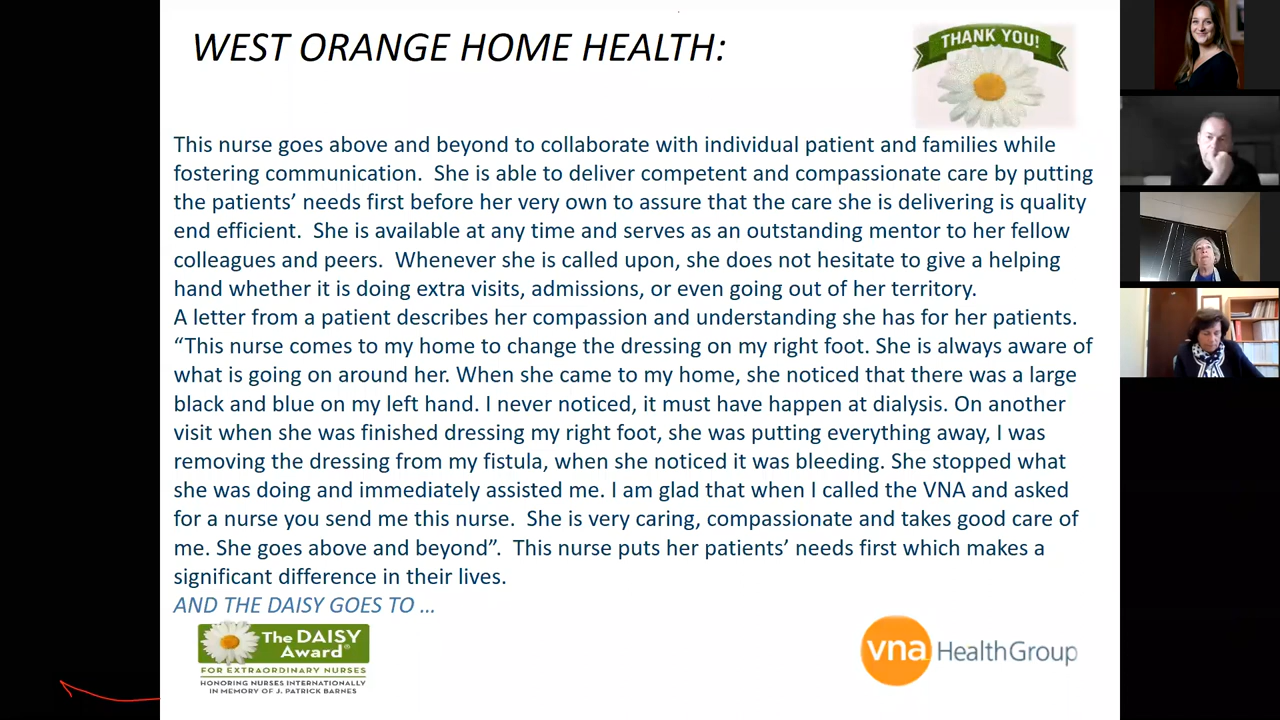 WEST ORANGE HOME HEALTH:
THANK YOU!
This nurse goes above and beyond to collaborate with individual patient and families while
fostering communication.  She is able to deliver competent and compassionate care by putting
the patients’ needs first before her very own to assure that the care she is delivering is quality
end efficient.  She is available at any time and serves as an outstanding mentor to her fellow
colleagues and peers.  Whenever she is called upon, she does not hesitate to give a helping
hand whether it is doing extra visits, admissions, or even going out of her territory.
A letter from a patient describes her compassion and understanding she has for her patients.
“This nurse comes to my home to change the dressing on my right foot. She is always aware of
what is going on around her. When she came to my home, she noticed that there was a large
black and blue on my left hand. I never noticed, it must have happen at dialysis. On another
visit when she was finished dressing my right foot, she was putting everything away, I was
removing the dressing from my fistula, when she noticed it was bleeding. She stopped what
she was doing and immediately assisted me. I am glad that when I called the VNA and asked
for a nurse you send me this nurse.  She is very caring, compassionate and takes good care of
me. She goes above and beyond”.  This nurse puts her patients’ needs first which makes a
significant difference in their lives.
AND THE DAISY GOES TO …
The DAISY
Award®
FOR EXTRAORDINARY NURSES
HONORING NURSES INTERNATIONALLY
IN MEMORY OF J. PATRICK BARNES
vna HealthGroup